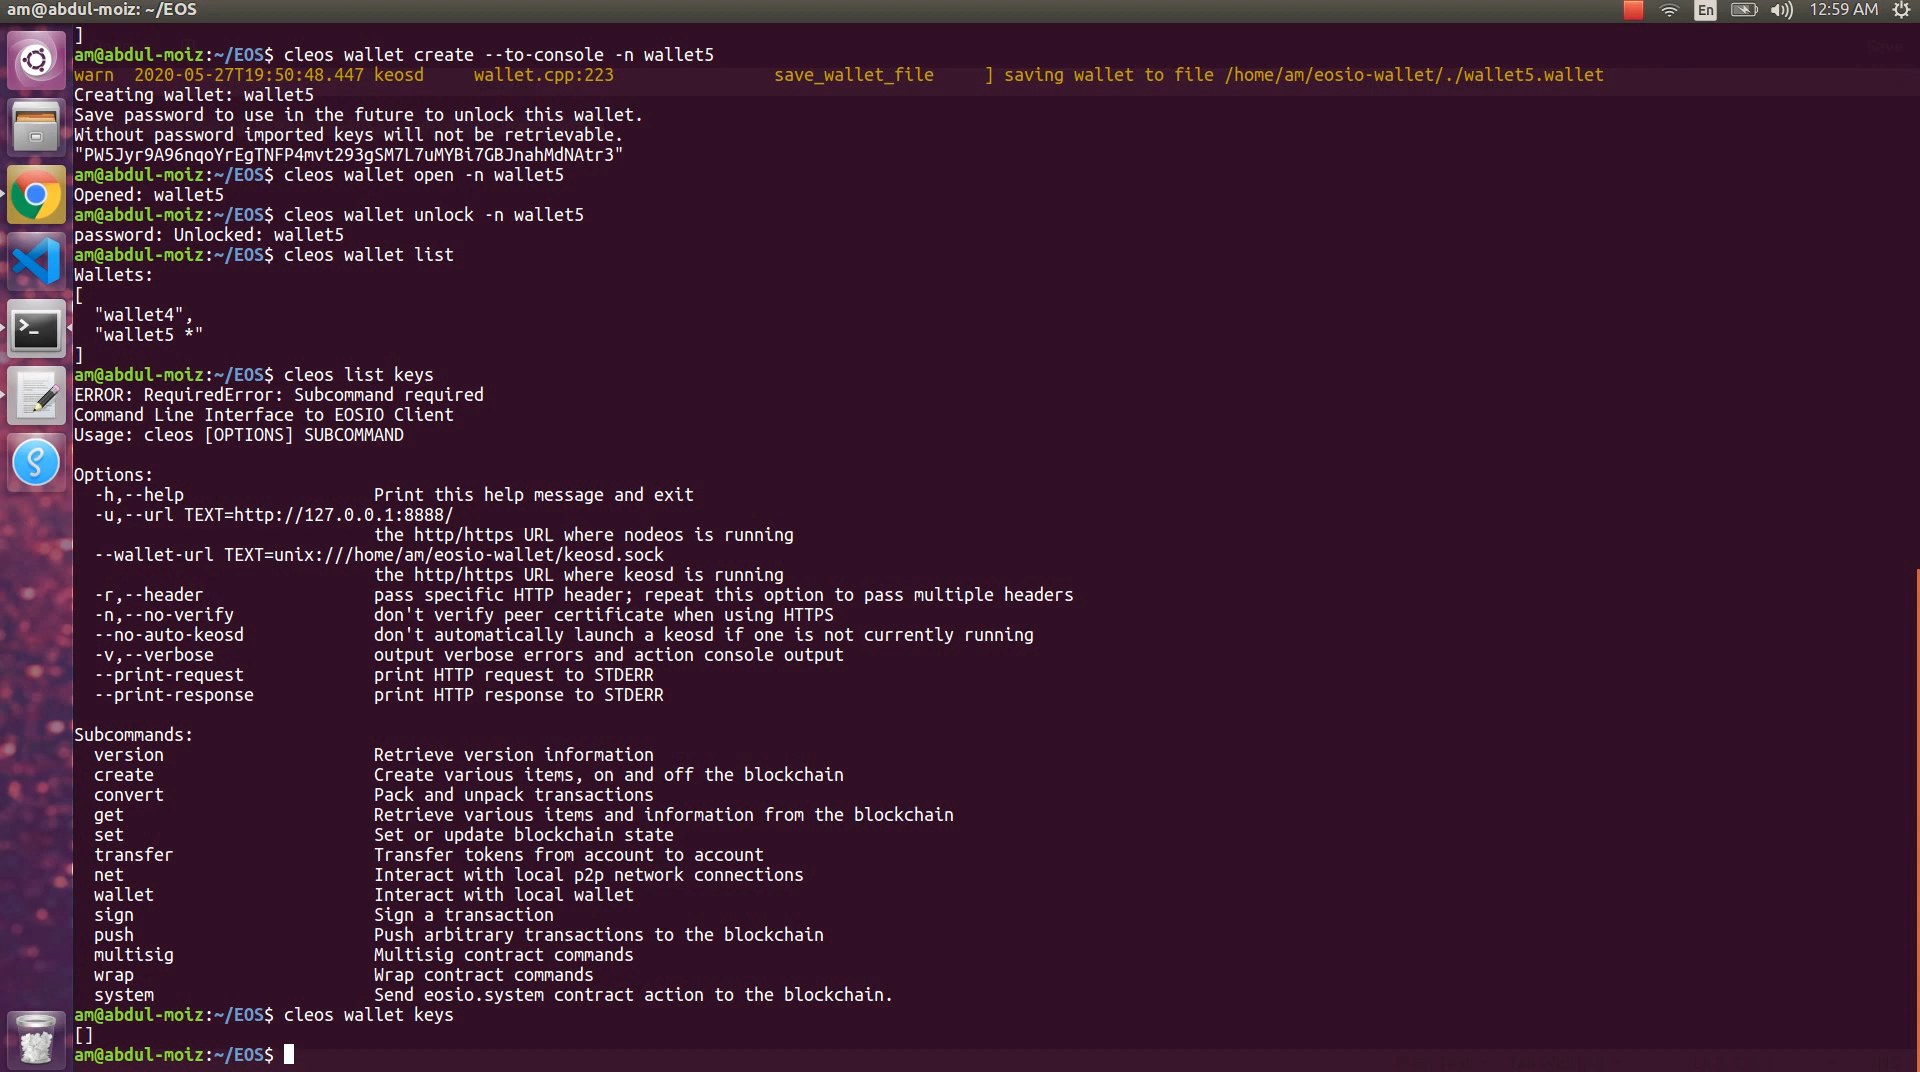 am@abdul-moiz: ~/EOS
En
12:59 AM
]
am@abdul-moiz:~/EOS$ cleos wallet create --to-console -n wallet5
warn  2020-05-27T19:50:48.447 keosd     wallet.cpp:223                save_wallet_file     ] saving wallet to file /home/am/eosio-wallet/./wallet5.wallet
Creating wallet: wallet5
Save password to use in the future to unlock this wallet.
Without password imported keys will not be retrievable.
"PW5Jyr9A96nqoYrEgTNFP4mvt293gSM7L7uMYBi7GBJnahMdNAtr3"
am@abdul-moiz:~/EOS$ cleos wallet open -n wallet5
Opened: wallet5
am@abdul-moiz:~/EOS$ cleos wallet unlock -n wallet5
password: Unlocked: wallet5
am@abdul-moiz:~/EOS$ cleos wallet list
Wallets:
[
  "wallet4",
  "wallet5 *"
]
am@abdul-moiz:~/EOS$ cleos list keys
ERROR: RequiredError: Subcommand required
Command Line Interface to EOSIO Client
Usage: cleos [OPTIONS] SUBCOMMAND
Options:
  -h,--help                   Print this help message and exit
  -u,--url TEXT=http://127.0.0.1:8888/
                              the http/https URL where nodeos is running
  --wallet-url TEXT=unix:///home/am/eosio-wallet/keosd.sock
                              the http/https URL where keosd is running
  -r,--header                 pass specific HTTP header; repeat this option to pass multiple headers
  -n,--no-verify              don't verify peer certificate when using HTTPS
  --no-auto-keosd             don't automatically launch a keosd if one is not currently running
  -v,--verbose                output verbose errors and action console output
  --print-request             print HTTP request to STDERR
  --print-response            print HTTP response to STDERR
Subcommands:
  version                     Retrieve version information
  create                      Create various items, on and off the blockchain
  convert                     Pack and unpack transactions
  get                         Retrieve various items and information from the blockchain
  set                         Set or update blockchain state
  transfer                    Transfer tokens from account to account
  net                         Interact with local p2p network connections
  wallet                      Interact with local wallet
  sign                        Sign a transaction
  push                        Push arbitrary transactions to the blockchain
  multisig                    Multisig contract commands
  wrap                        Wrap contract commands
  system                      Send eosio.system contract action to the blockchain.
am@abdul-moiz:~/EOS$ cleos wallet keys
[]
am@abdul-moiz:~/EOS$